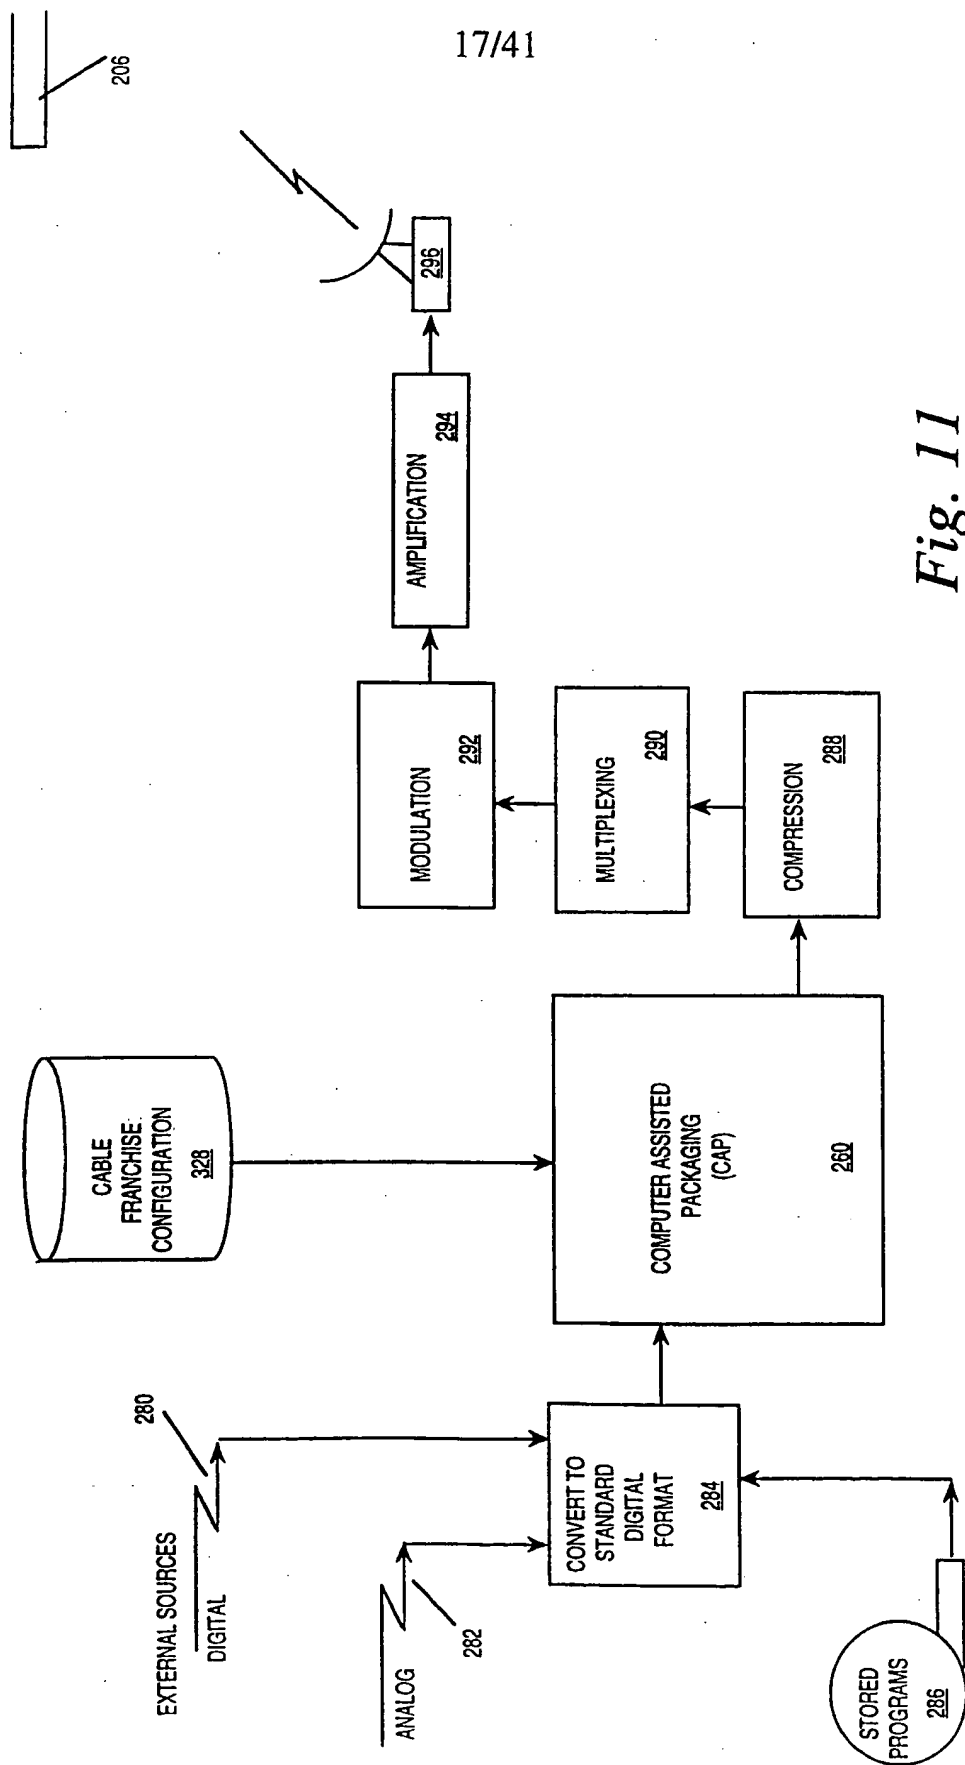 17/41
206
296
AMPLIFICATION
294
MODULATION
292
MULTIPLEXING
290
COMPRESSION
288
CABLE
FRANCHISE
CONFIGURATION
328
COMPUTER ASSISTED
PACKAGING
(CAP)
260
EXTERNAL SOURCES
DIGITAL
280
ANALOG
282
CONVERT TO
STANDARD
DIGITAL
FORMAT
284
STORED
PROGRAMS
286
Fig. 11